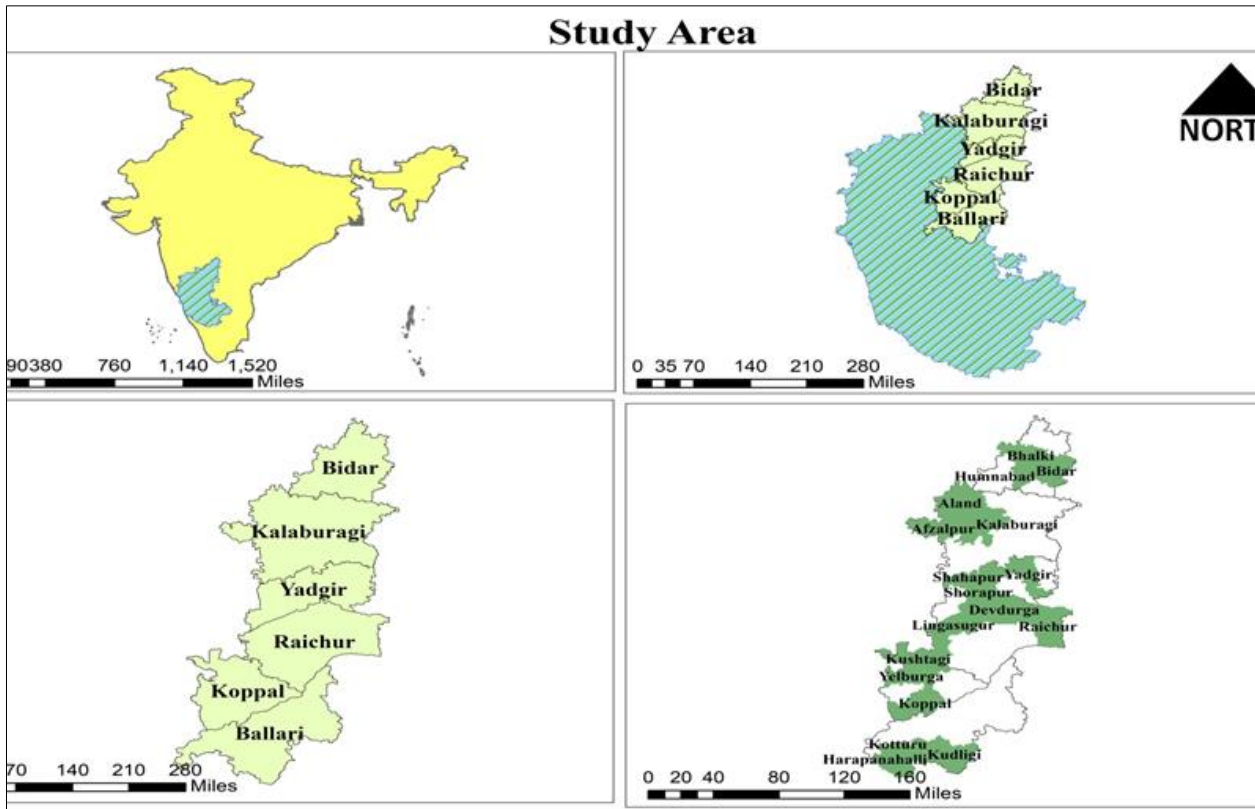 Study Area
90 380 760 1,140 1,520
Miles
Bidar
Kalaburagi
Yadgir
Raichur
Koppal
Ballari
NORT
0 35 70 140 210 280
Miles
Bidar
Kalaburagi
Yadgir
Raichur
Koppal
Ballari
70 140 210 280
Miles
Bhalki
Humnabad Bidar
Aland
Afzalpur Kalaburagi
Shahapur Yadgir
Shorapur
Devdurga
Lingasugur Raichur
Kushtagi
Yelburga
Koppal
Kotturu
Harapanahalli Kudligi
0 20 40 80 120 160
Miles